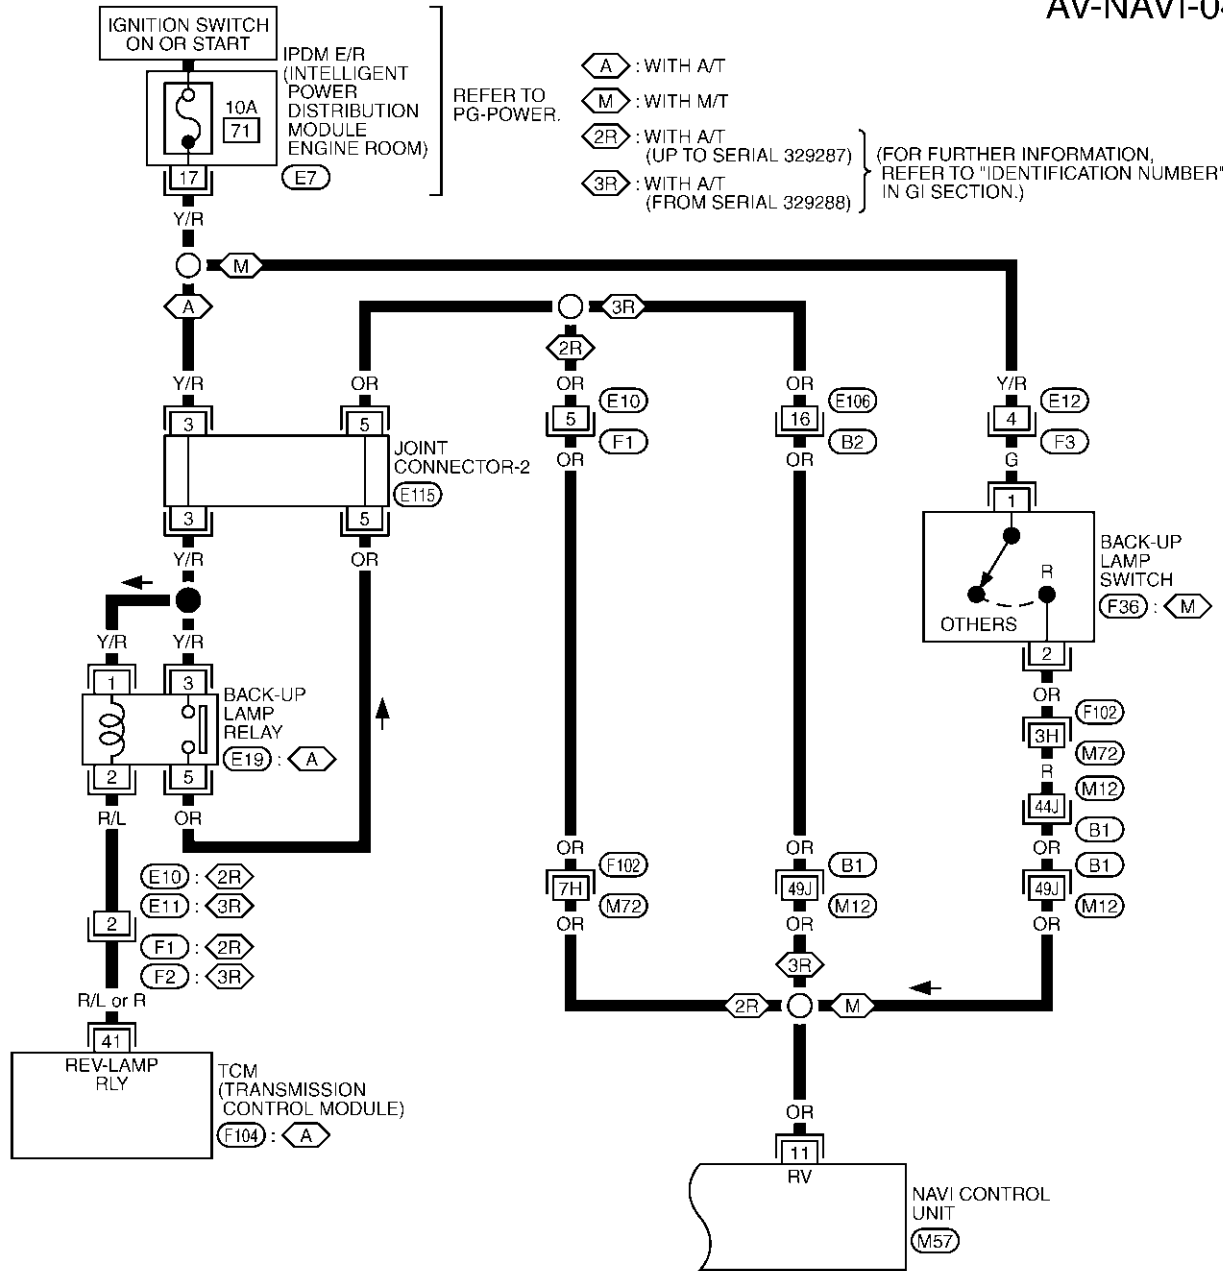 AV-NAVI-04
IGNITION SWITCH
ON OR START
IPDM E/R
(INTELLIGENT
POWER
DISTRIBUTION
MODULE
ENGINE ROOM)
10A
71
17
E7
REFER TO
PG-POWER.
A : WITH A/T
M : WITH M/T
2R : WITH A/T
(UP TO SERIAL 329287)
3R : WITH A/T
(FROM SERIAL 329288)
(FOR FURTHER INFORMATION,
REFER TO "IDENTIFICATION NUMBER"
IN GI SECTION.)
Y/R
M
A
3R
2R
Y/R
OR
OR
OR
Y/R
3
5
5
E10
F1
16
E106
B2
4
E12
F3
JOINT
CONNECTOR-2
E115
OR
OR
G
3
5
1
Y/R
OR
BACK-UP
LAMP
SWITCH
F36 : M
R
OTHERS
2
Y/R
Y/R
1
3
BACK-UP
LAMP
RELAY
E19 : A
2
5
R/L
OR
OR
3H
F102
M72
R
44J
M12
B1
OR
OR
OR
7H
F102
M72
49J
B1
M12
49J
B1
M12
OR
OR
OR
E10 : 2R
E11 : 3R
2
F1 : 2R
F2 : 3R
R/L or R
41
REV-LAMP
RLY
TCM
(TRANSMISSION
CONTROL MODULE)
F104 : A
3R
2R
M
OR
11
RV
NAVI CONTROL
UNIT
M57